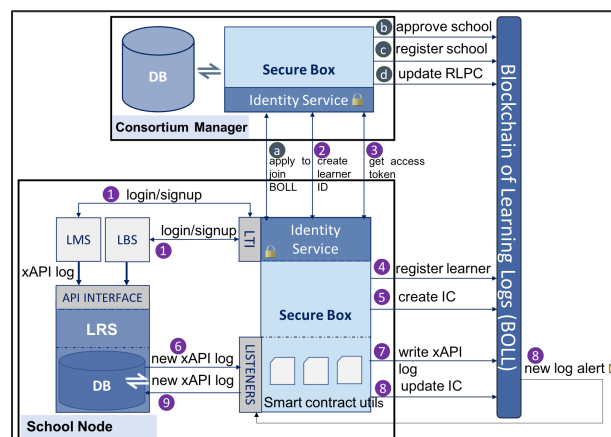 b approve school
c register school
d update RLPC
DB
Secure Box
Identity Service
Consortium Manager
a apply to join BOLL
2 create learner ID
3 get access token
Blockchain of Learning Logs (BOLL)
1 login/signup
LMS
LBS
login/signup
1
LTI
Identity
Service
xAPI log
API INTERFACE
LRS
DB
4 register learner
5 create IC
Secure Box
6
new xAPI log
new xAPI log
9
LISTENERS
7 write xAPI
log
8 update IC
Smart contract utils
8
new log alert
School Node